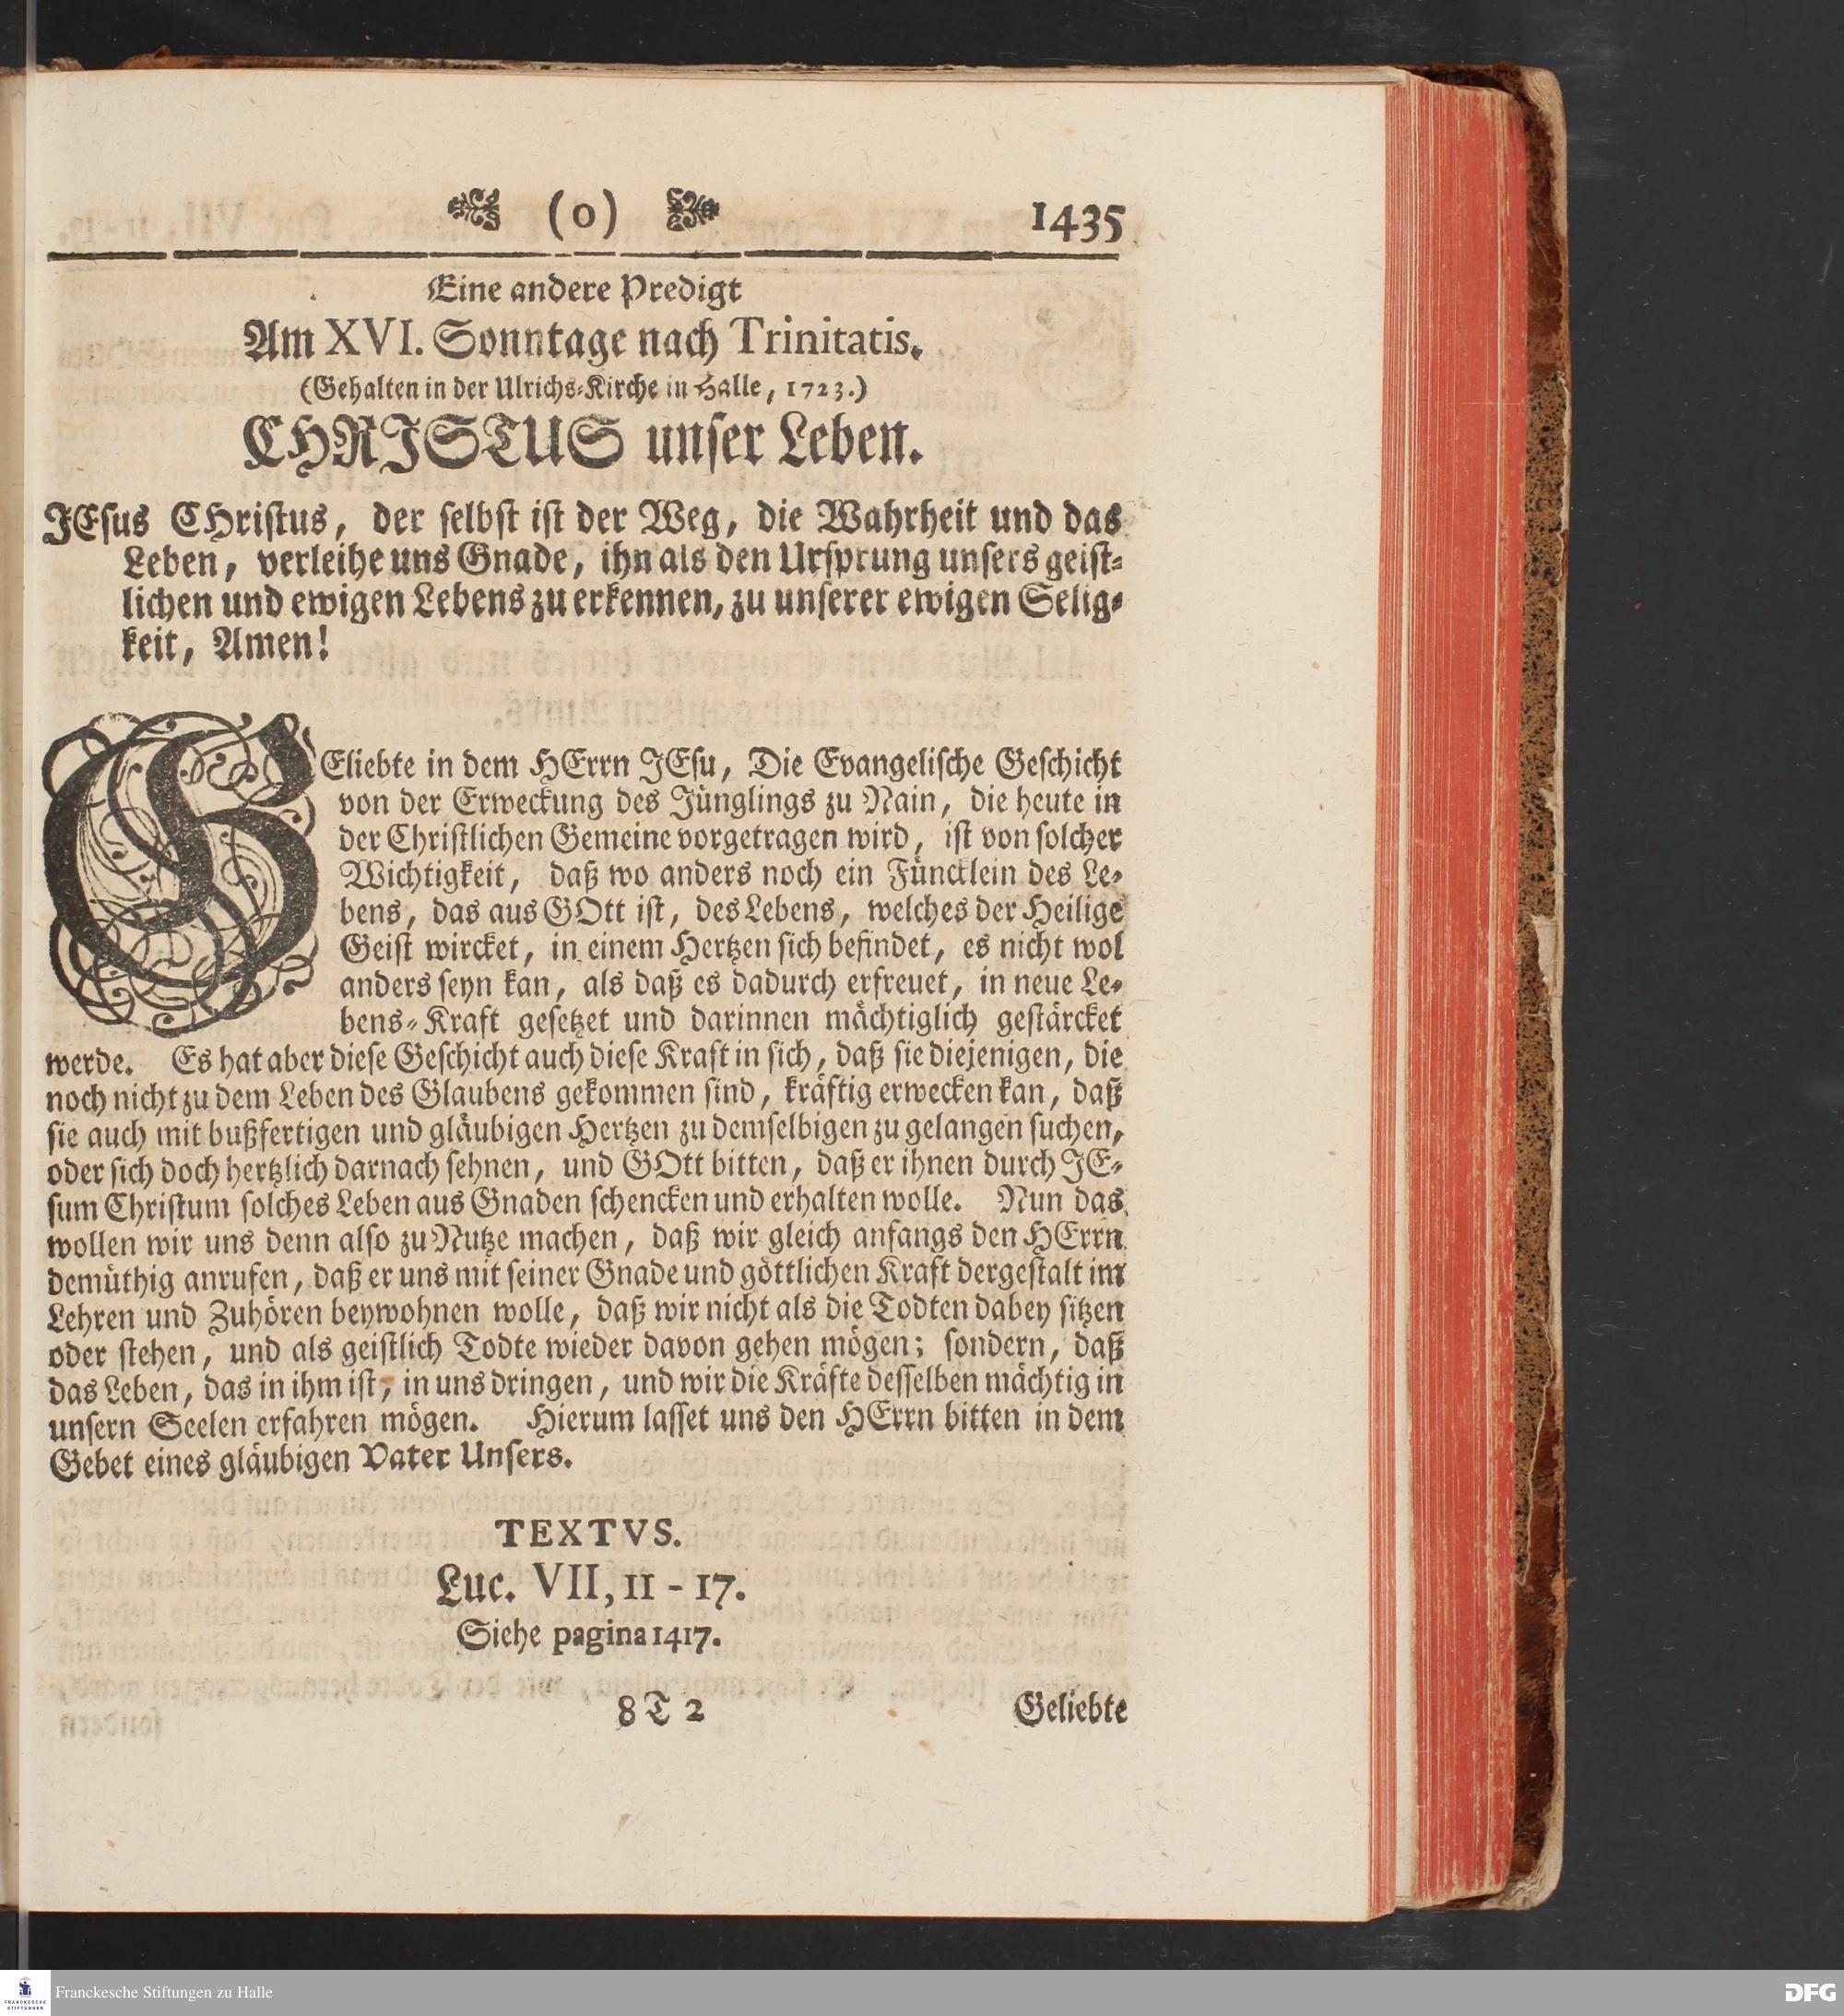 (0) 1435
Eine andere Predigt
Am XVI. Sonntage nach Trinitatis.
(Gehalten in der Ulrichs-Kirche in Halle, 1723.)
CHRISTUS unser Leben.
JEsus CHristus, der selbst ist der Weg, die Wahrheit und das
Leben, verleihe uns Gnade, ihn als den Ursprung unsers geist-
lichen und ewigen Lebens zu erkennen, zu unserer ewigen Selig-
keit, Amen!
GEliebte in dem HErrn JEsu, Die Evangelische Geschicht
von der Erweckung des Jünglings zu Nain, die heute in
der Christlichen Gemeine vorgetragen wird, ist von solcher
Wichtigkeit, daß wo anders noch ein Fünctlein des Le-
bens, das aus GOtt ist, des Lebens, welches der Heilige
Geist wircket, in einem Hertzen sich befindet, es nicht wol
anders seyn kan, als daß es dadurch erfreuet, in neue Le-
bens-Kraft gesetzet und darinnen mächtiglich gestärcket
werde. Es hat aber diese Geschicht auch diese Kraft in sich, daß sie diejenigen, die
noch nicht zu dem Leben des Glaubens gekommen sind, kräftig erwecken kan, daß
sie auch mit bußfertigen und gläubigen Hertzen zu demselbigen zu gelangen suchen,
oder sich doch hertzlich darnach sehnen, und GOtt bitten, daß er ihnen durch JE-
sum Christum solches Leben aus Gnaden schencken und erhalten wolle. Nun das
wollen wir uns denn also zu Nutze machen, daß wir gleich anfangs den HErrn
demüthig anrufen, daß er uns mit seiner Gnade und göttlichen Kraft dergestalt im
Lehren und Zuhören beywohnen wolle, daß wir nicht als die Todten dabey sitzen
oder stehen, und als geistlich Todte wieder davon gehen mögen; sondern, daß
das Leben, das in ihm ist, in uns dringen, und wir die Kräfte desselben mächtig in
unsern Seelen erfahren mögen. Hierum lasset uns den HErrn bitten in dem
Gebet eines gläubigen Vater Unsers.
TEXTVS.
Luc. VII, 11 - 17.
Siehe pagina 1417.
8 T 2 Geliebte
FRANCKESCHE STIFTUNGEN
Franckesche Stiftungen zu Halle
DFG